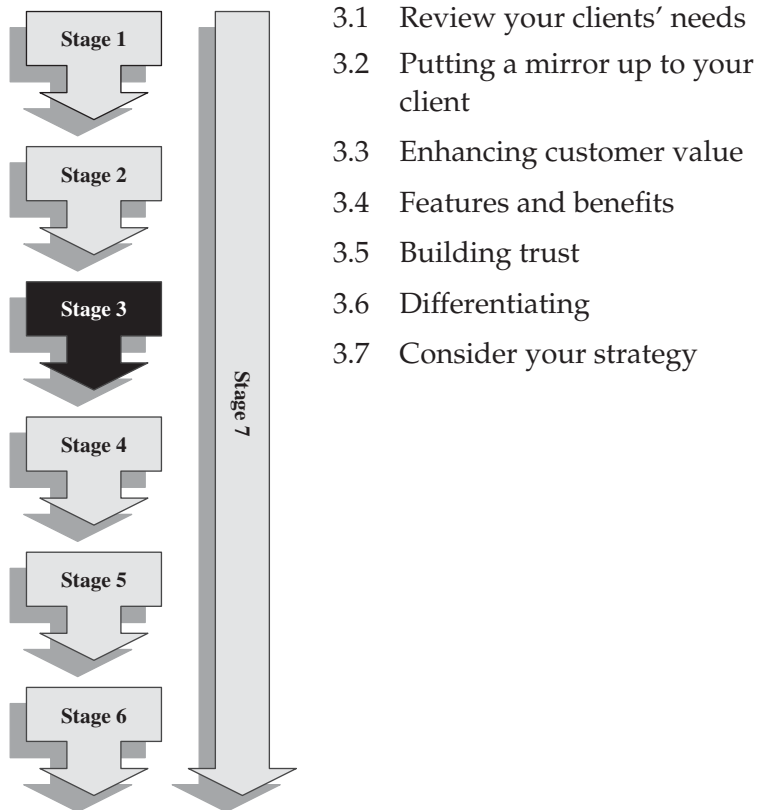 Stage 1
Stage 2
Stage 3
Stage 4
Stage 5
Stage 6
Stage 7
3.1 Review your clients’ needs
3.2 Putting a mirror up to your
client
3.3 Enhancing customer value
3.4 Features and benefits
3.5 Building trust
3.6 Differentiating
3.7 Consider your strategy